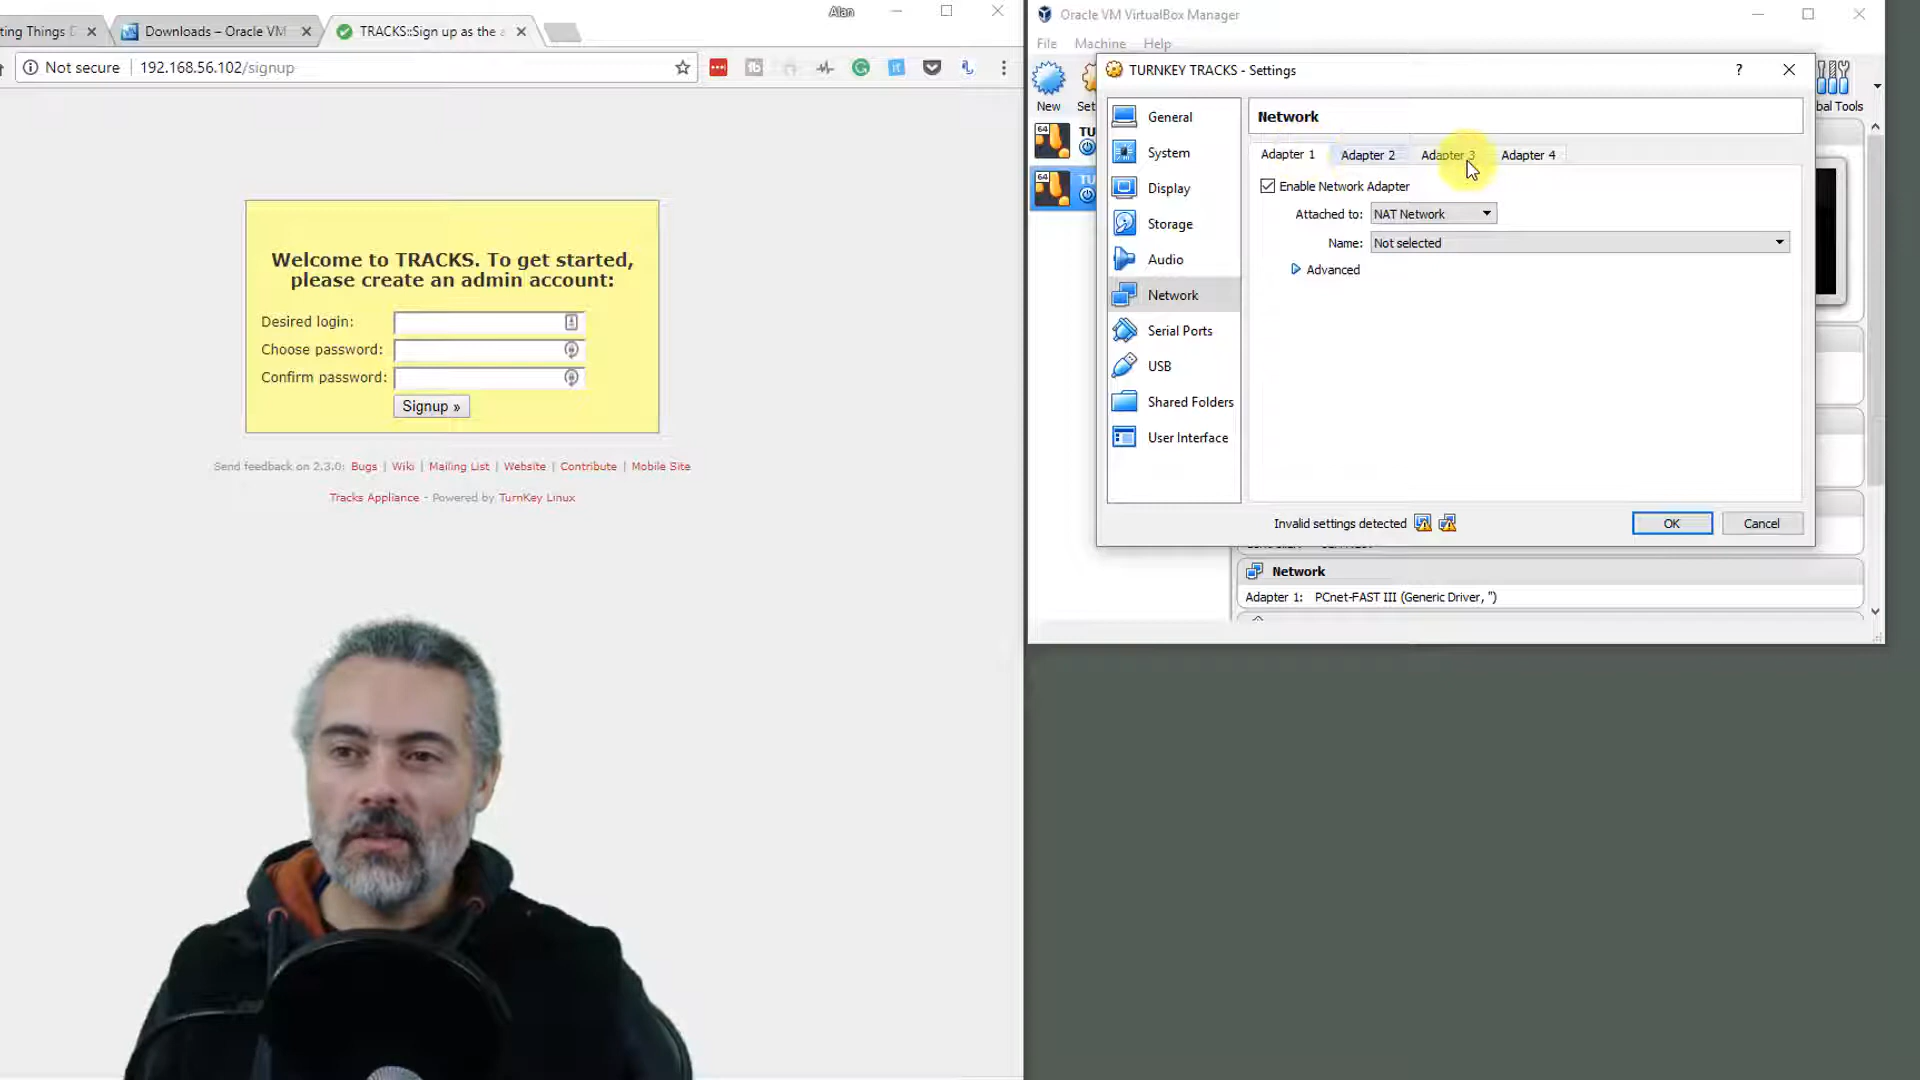 ting Things D
Downloads – Oracle VM
TRACKS::Sign up as the a
Alan
Not secure
192.168.56.102/signup
Welcome to TRACKS. To get started,
please create an admin account:
Desired login:
Choose password:
Confirm password:
Signup »
Send feedback on 2.3.0: Bugs | Wiki | Mailing List | Website | Contribute | Mobile Site
Tracks Appliance - Powered by TurnKey Linux
Oracle VM VirtualBox Manager
File Machine Help
New
Set
bal Tools
64 TU
64 TU
TURNKEY TRACKS - Settings
?
General
System
Display
Storage
Audio
Network
Serial Ports
USB
Shared Folders
User Interface
Network
Adapter 1 Adapter 2 Adapter 3 Adapter 4
Enable Network Adapter
Attached to: NAT Network
Name: Not selected
Advanced
Invalid settings detected
OK
Cancel
Network
Adapter 1: PCnet-FAST III (Generic Driver, '')